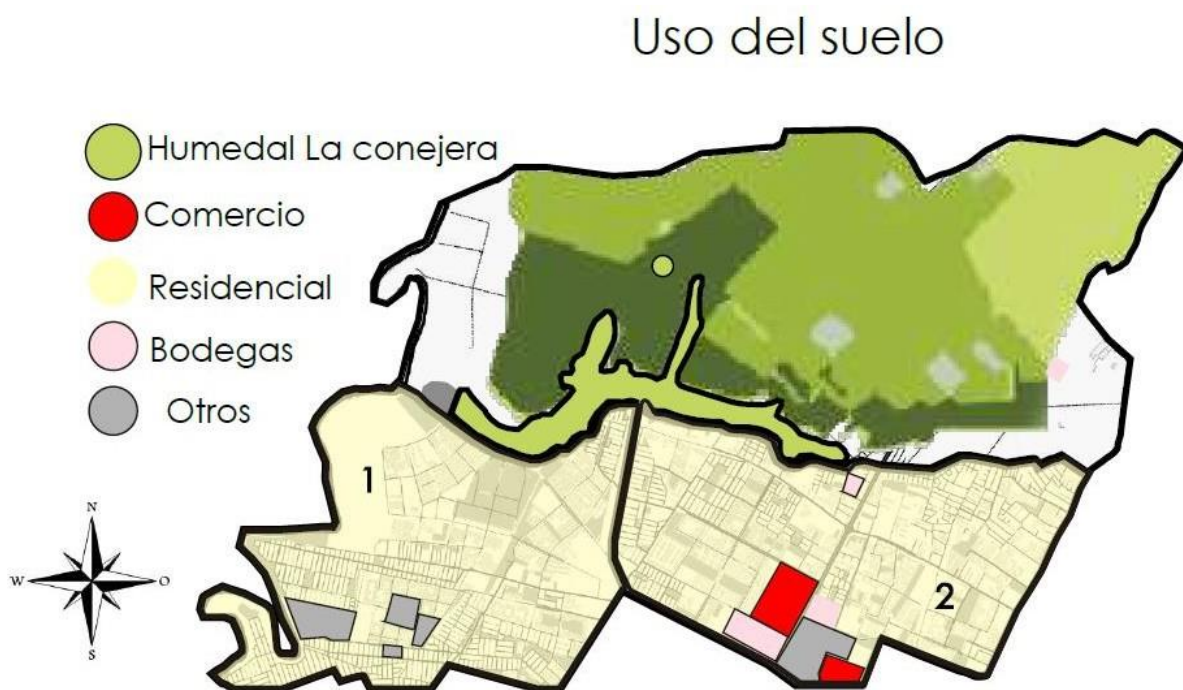 Uso del suelo
Humedal La conejera
Comercio
Residencial
Bodegas
Otros
1
2
N
W
O
S